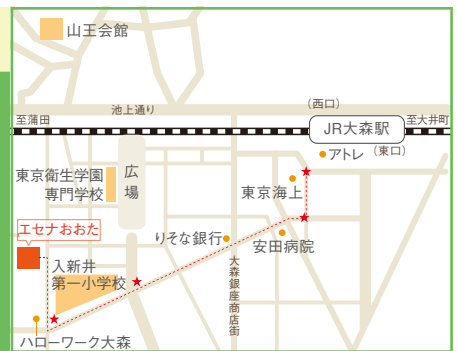 山王会館
池上通り
(西口)
至蒲田
JR大森駅
至大井町
アトレ
(東口)
東京衛生学園
専門学校
広場
東京海上
エセナおおた
りそな銀行
安田病院
入新井
第一小学校
大森銀座商店街
ハローワーク大森